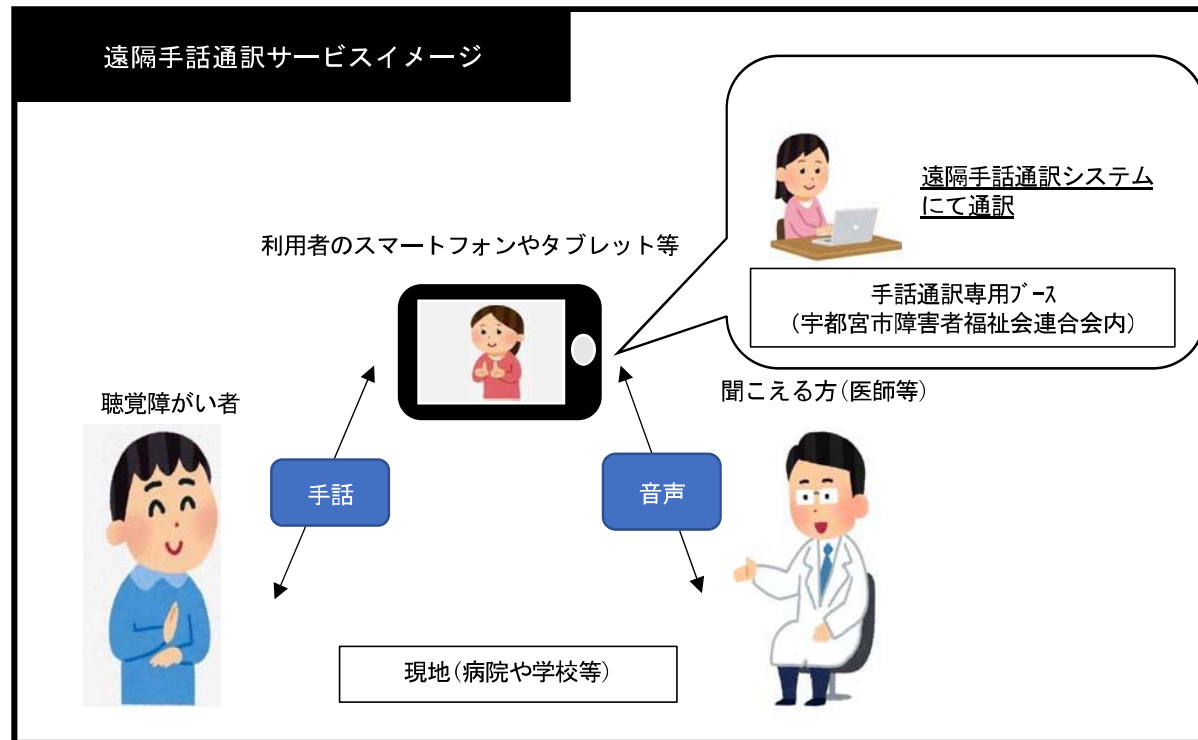 遠隔手話通訳サービスイメージ
遠隔手話通訳システム
にて通訳
利用者のスマートフォンやタブレット等
手話通訳専用ﾌﾞｰｽ
(宇都宮市障害者福祉会連合会内)
聴覚障がい者
聞こえる方(医師等)
手話
音声
現地(病院や学校等)